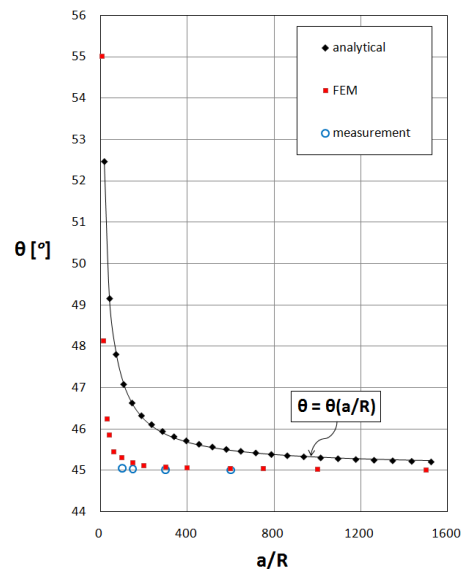 56
55
54
53
52
51
50
49
48
47
46
45
44
θ [º]
analytical
FEM
measurement
θ = θ(a/R)
0 400 800 1200 1600
a/R